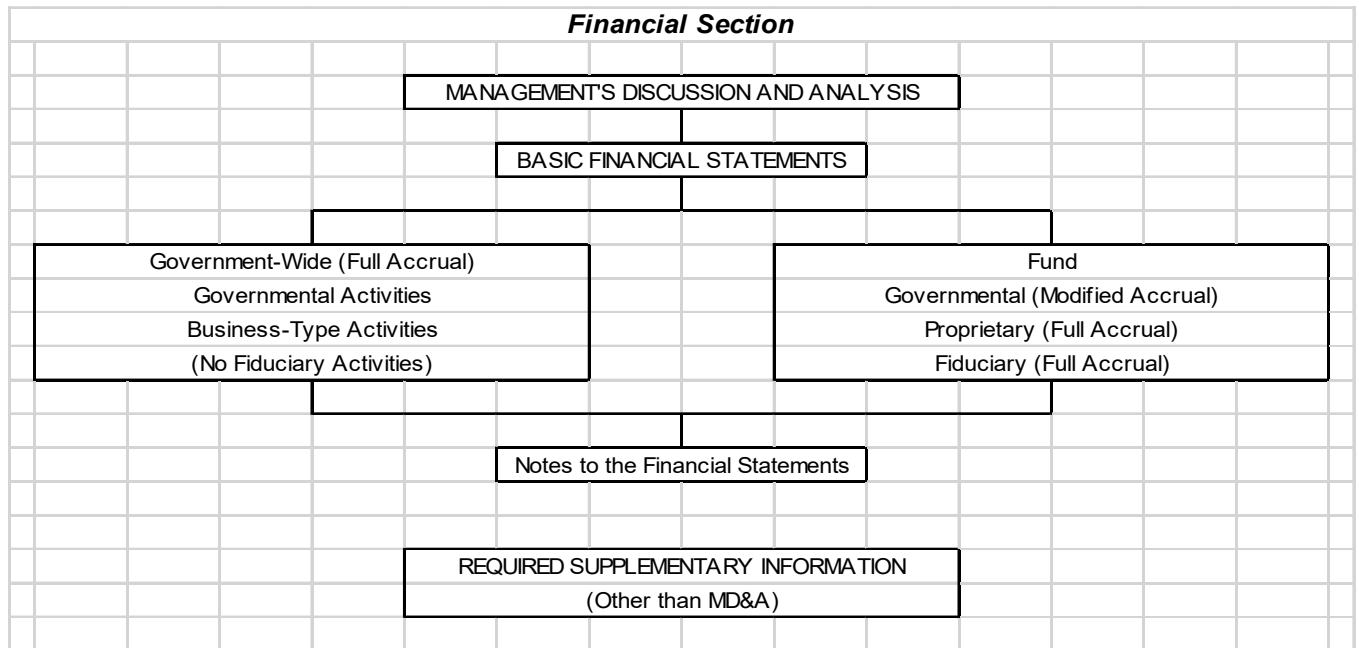 Financial Section
MANAGEMENT'S DISCUSSION AND ANALYSIS
BASIC FINANCIAL STATEMENTS
Government-Wide (Full Accrual)
Governmental Activities
Business-Type Activities
(No Fiduciary Activities)
Fund
Governmental (Modified Accrual)
Proprietary (Full Accrual)
Fiduciary (Full Accrual)
Notes to the Financial Statements
REQUIRED SUPPLEMENTARY INFORMATION
(Other than MD&A)